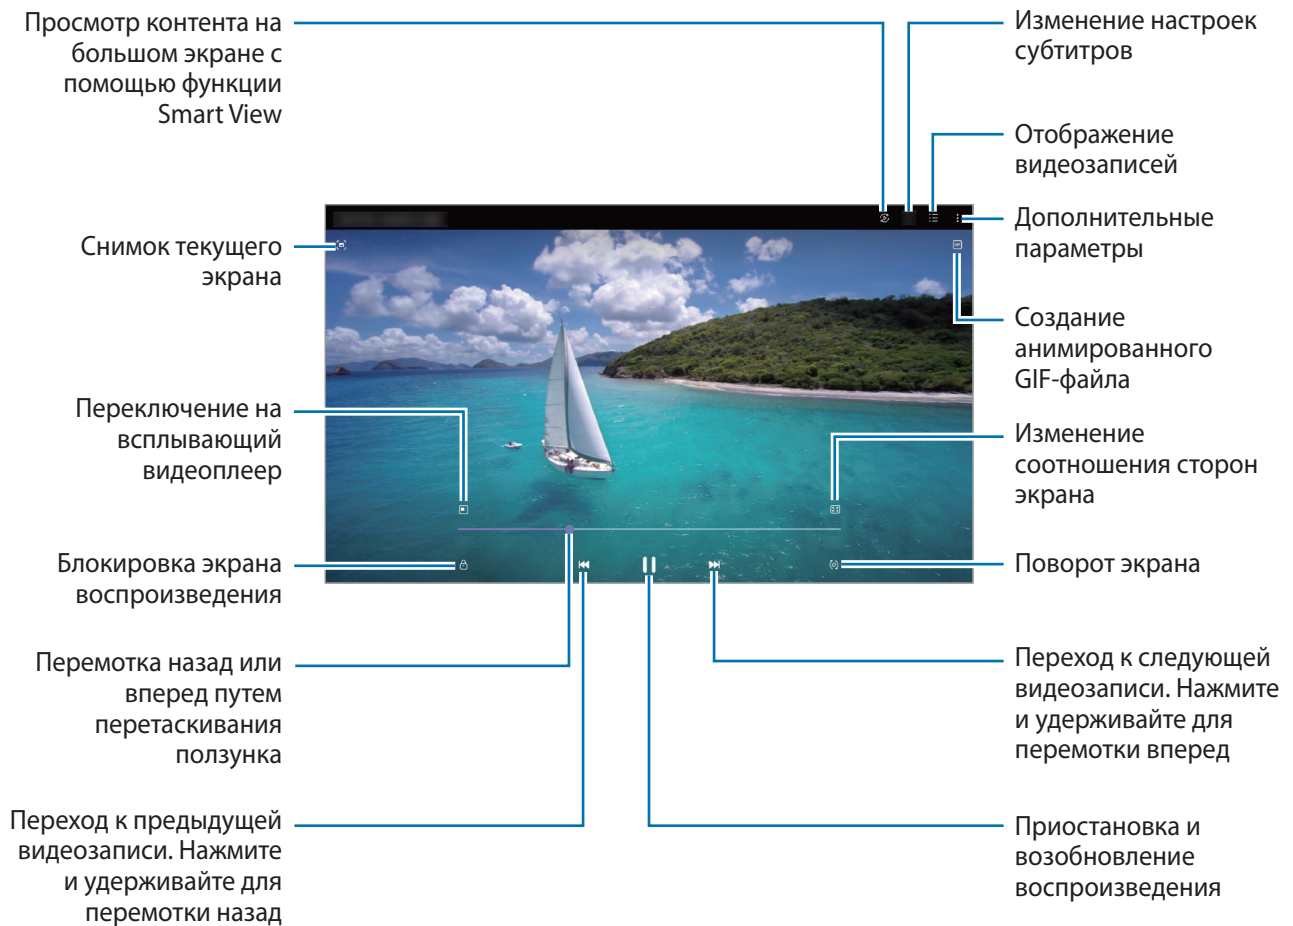 Просмотр контента на
большом экране с
помощью функции
Smart View
Снимок текущего
экрана
Переключение на
всплывающий
видеоплеер
Блокировка экрана
воспроизведения
Перемотка назад или
вперед путем
перетаскивания
ползунка
Переход к предыдущей
видеозаписи. Нажмите
и удерживайте для
перемотки назад
Изменение настроек
субтитров
Отображение
видеозаписей
Дополнительные
параметры
Создание
анимированного
GIF-файла
Изменение
соотношения сторон
экрана
Поворот экрана
Переход к следующей
видеозаписи. Нажмите
и удерживайте для
перемотки вперед
Приостановка и
возобновление
воспроизведения